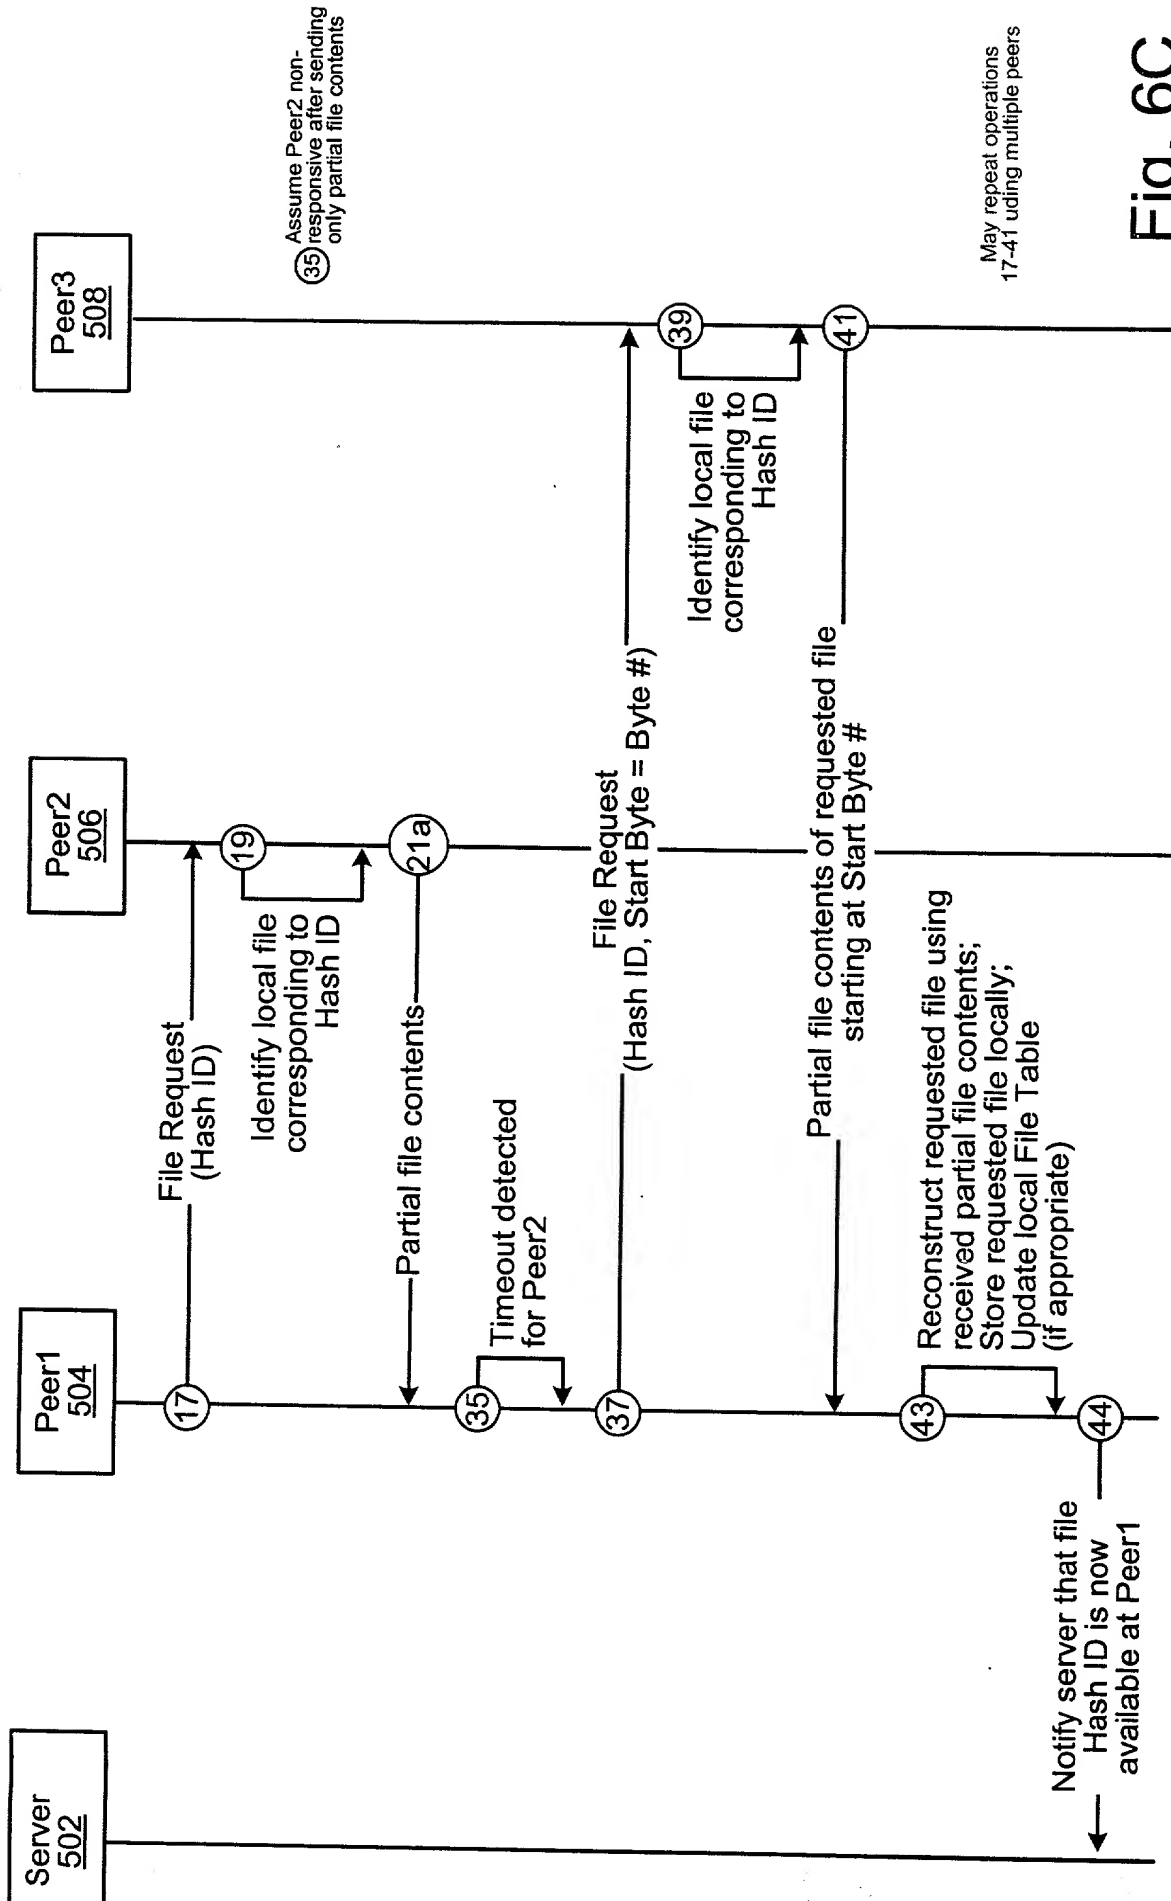 Server
502
Peer1
504
Peer2
506
Peer3
508
17
File Request
(Hash ID)
19
Identify local file
corresponding to
Hash ID
21a
Partial file contents
35
Assume Peer2 non-
responsive after sending
only partial file contents
35
Timeout detected
for Peer2
37
File Request
(Hash ID, Start Byte = Byte #)
39
Identify local file
corresponding to
Hash ID
41
Partial file contents of requested file
starting at Start Byte #
43
Reconstruct requested file using
received partial file contents;
Store requested file locally;
Update local File Table
(if appropriate)
May repeat operations
17-41 uding multiple peers
44
Notify server that file
Hash ID is now
available at Peer1
Fig. 6C